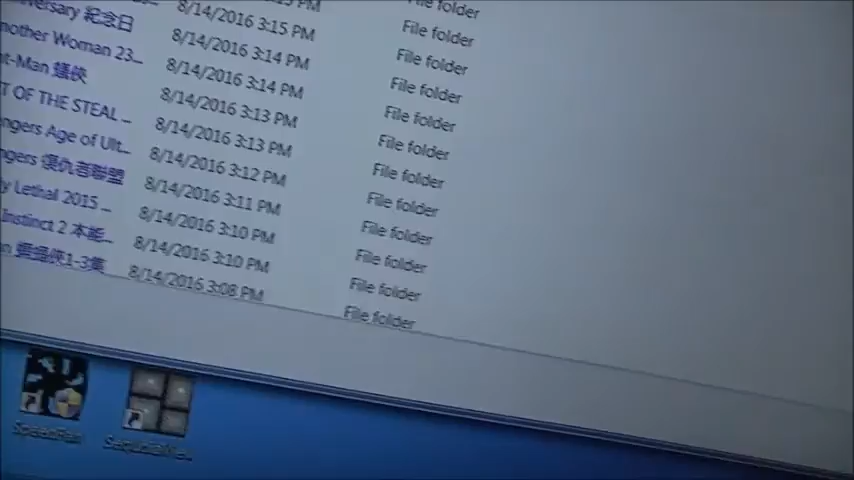 8/14/2016 3:15 PM File folder
versary 紀念日 8/14/2016 3:14 PM File folder
nother Woman 23... 8/14/2016 3:14 PM File folder
nt-Man 蟻俠 8/14/2016 3:13 PM File folder
T OF THE STEAL ... 8/14/2016 3:13 PM File folder
ngers Age of Ult... 8/14/2016 3:12 PM File folder
ngers 復仇者聯盟 8/14/2016 3:11 PM File folder
y Lethal 2015 ... 8/14/2016 3:10 PM File folder
Instinct 2 本能... 8/14/2016 3:10 PM File folder
1-3集 8/14/2016 3:08 PM File folder
File folder
File folder
SpeedFan